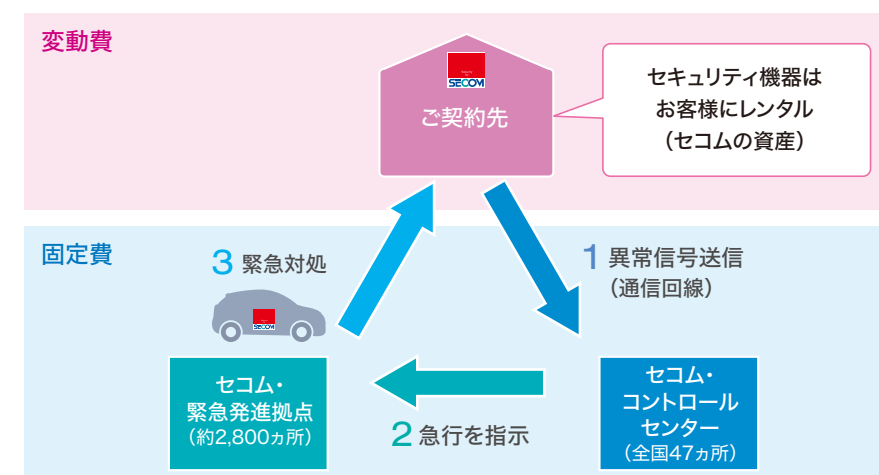 変動費
SECOM
ご契約先
セキュリティ機器は
お客様にレンタル
（セコムの資産）
固定費
3 緊急対処
1 異常信号送信
（通信回線）
SECOM
セコム・
緊急発進拠点
（約2,800ヵ所）
2 急行を指示
セコム・
コントロール
センター
（全国47ヵ所）